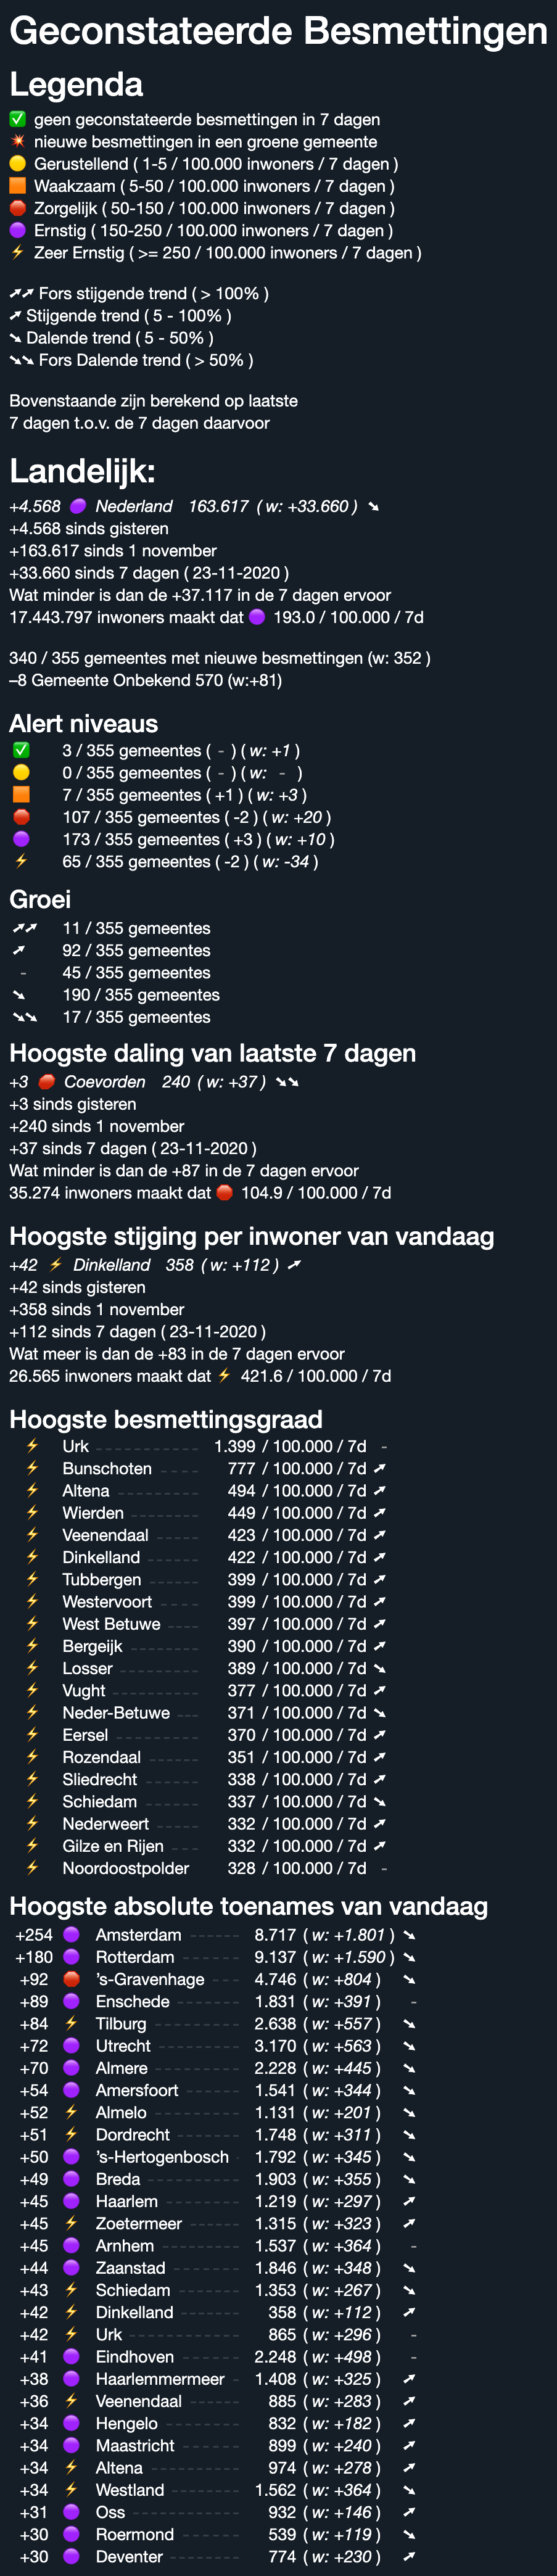 Geconstateerde Besmettingen
Legenda
✅ geen geconstateerde besmettingen in 7 dagen
💥 nieuwe besmettingen in een groene gemeente
🟡 Gerustellend ( 1-5 / 100.000 inwoners / 7 dagen )
🟧 Waakzaam ( 5-50 / 100.000 inwoners / 7 dagen )
🛑 Zorgelijk ( 50-150 / 100.000 inwoners / 7 dagen )
🟣 Ernstig ( 150-250 / 100.000 inwoners / 7 dagen )
⚡ Zeer Ernstig ( >= 250 / 100.000 inwoners / 7 dagen )
➚➚ Fors stijgende trend ( > 100% )
➚ Stijgende trend ( 5 - 100% )
➘ Dalende trend ( 5 - 50% )
➘➘ Fors Dalende trend ( > 50% )
Bovenstaande zijn berekend op laatste
7 dagen t.o.v. de 7 dagen daarvoor
Landelijk:
+4.568 🟣 Nederland 163.617 ( w: +33.660 ) ➘
+4.568 sinds gisteren
+163.617 sinds 1 november
+33.660 sinds 7 dagen ( 23-11-2020 )
Wat minder is dan de +37.117 in de 7 dagen ervoor
17.443.797 inwoners maakt dat 🟣 193.0 / 100.000 / 7d
340 / 355 gemeentes met nieuwe besmettingen (w: 352 )
–8 Gemeente Onbekend 570 (w:+81)
Alert niveaus
✅ 3 / 355 gemeentes ( - ) ( w: +1 )
🟡 0 / 355 gemeentes ( - ) ( w: - )
🟧 7 / 355 gemeentes ( +1 ) ( w: +3 )
🛑 107 / 355 gemeentes ( -2 ) ( w: +20 )
🟣 173 / 355 gemeentes ( +3 ) ( w: +10 )
⚡ 65 / 355 gemeentes ( -2 ) ( w: -34 )
Groei
➚➚ 11 / 355 gemeentes
➚ 92 / 355 gemeentes
- 45 / 355 gemeentes
➘ 190 / 355 gemeentes
➘➘ 17 / 355 gemeentes
Hoogste daling van laatste 7 dagen
+3 🛑 Coevorden 240 ( w: +37 ) ➘➘
+3 sinds gisteren
+240 sinds 1 november
+37 sinds 7 dagen ( 23-11-2020 )
Wat minder is dan de +87 in de 7 dagen ervoor
35.274 inwoners maakt dat 🛑 104.9 / 100.000 / 7d
Hoogste stijging per inwoner van vandaag
+42 ⚡ Dinkelland 358 ( w: +112 ) ➚
+42 sinds gisteren
+358 sinds 1 november
+112 sinds 7 dagen ( 23-11-2020 )
Wat meer is dan de +83 in de 7 dagen ervoor
26.565 inwoners maakt dat ⚡ 421.6 / 100.000 / 7d
Hoogste besmettingsgraad
⚡ Urk 1.399 / 100.000 / 7d -
⚡ Bunschoten 777 / 100.000 / 7d ➚
⚡ Altena 494 / 100.000 / 7d ➚
⚡ Wierden 449 / 100.000 / 7d ➚
⚡ Veenendaal 423 / 100.000 / 7d ➚
⚡ Dinkelland 422 / 100.000 / 7d ➚
⚡ Tubbergen 399 / 100.000 / 7d ➚
⚡ Westervoort 399 / 100.000 / 7d ➚
⚡ West Betuwe 397 / 100.000 / 7d ➚
⚡ Bergeijk 390 / 100.000 / 7d ➚
⚡ Losser 389 / 100.000 / 7d ➘
⚡ Vught 377 / 100.000 / 7d ➚
⚡ Neder-Betuwe 371 / 100.000 / 7d ➘
⚡ Eersel 370 / 100.000 / 7d ➚
⚡ Rozendaal 351 / 100.000 / 7d ➚
⚡ Sliedrecht 338 / 100.000 / 7d ➚
⚡ Schiedam 337 / 100.000 / 7d ➘
⚡ Nederweert 332 / 100.000 / 7d ➚
⚡ Gilze en Rijen 332 / 100.000 / 7d ➚
⚡ Noordoostpolder 328 / 100.000 / 7d -
Hoogste absolute toenames van vandaag
+254 🟣 Amsterdam 8.717 ( w: +1.801 ) ➘
+180 🟣 Rotterdam 9.137 ( w: +1.590 ) ➘
+92 🛑 's-Gravenhage 4.746 ( w: +804 ) ➘
+89 🟣 Enschede 1.831 ( w: +391 ) -
+84 ⚡ Tilburg 2.638 ( w: +557 ) ➘
+72 🟣 Utrecht 3.170 ( w: +563 ) ➘
+70 🟣 Almere 2.228 ( w: +445 ) ➘
+54 🟣 Amersfoort 1.541 ( w: +344 ) ➘
+52 ⚡ Almelo 1.131 ( w: +201 ) ➘
+51 ⚡ Dordrecht 1.748 ( w: +311 ) ➘
+50 🟣 's-Hertogenbosch 1.792 ( w: +345 ) ➘
+49 🟣 Breda 1.903 ( w: +355 ) ➘
+45 🟣 Haarlem 1.219 ( w: +297 ) ➚
+45 ⚡ Zoetermeer 1.315 ( w: +323 ) ➚
+45 🟣 Arnhem 1.537 ( w: +364 ) -
+44 🟣 Zaanstad 1.846 ( w: +348 ) ➘
+43 ⚡ Schiedam 1.353 ( w: +267 ) ➘
+42 ⚡ Dinkelland 358 ( w: +112 ) ➚
+42 ⚡ Urk 865 ( w: +296 ) -
+41 🟣 Eindhoven 2.248 ( w: +498 ) -
+38 🟣 Haarlemmermeer 1.408 ( w: +325 ) ➚
+36 ⚡ Veenendaal 885 ( w: +283 ) ➚
+34 🟣 Hengelo 832 ( w: +182 ) ➚
+34 🟣 Maastricht 899 ( w: +240 ) ➚
+34 ⚡ Altena 974 ( w: +278 ) ➚
+34 ⚡ Westland 1.562 ( w: +364 ) ➘
+31 🟣 Oss 932 ( w: +146 ) ➚
+30 🟣 Roermond 539 ( w: +119 ) ➘
+30 🟣 Deventer 774 ( w: +230 ) ➚